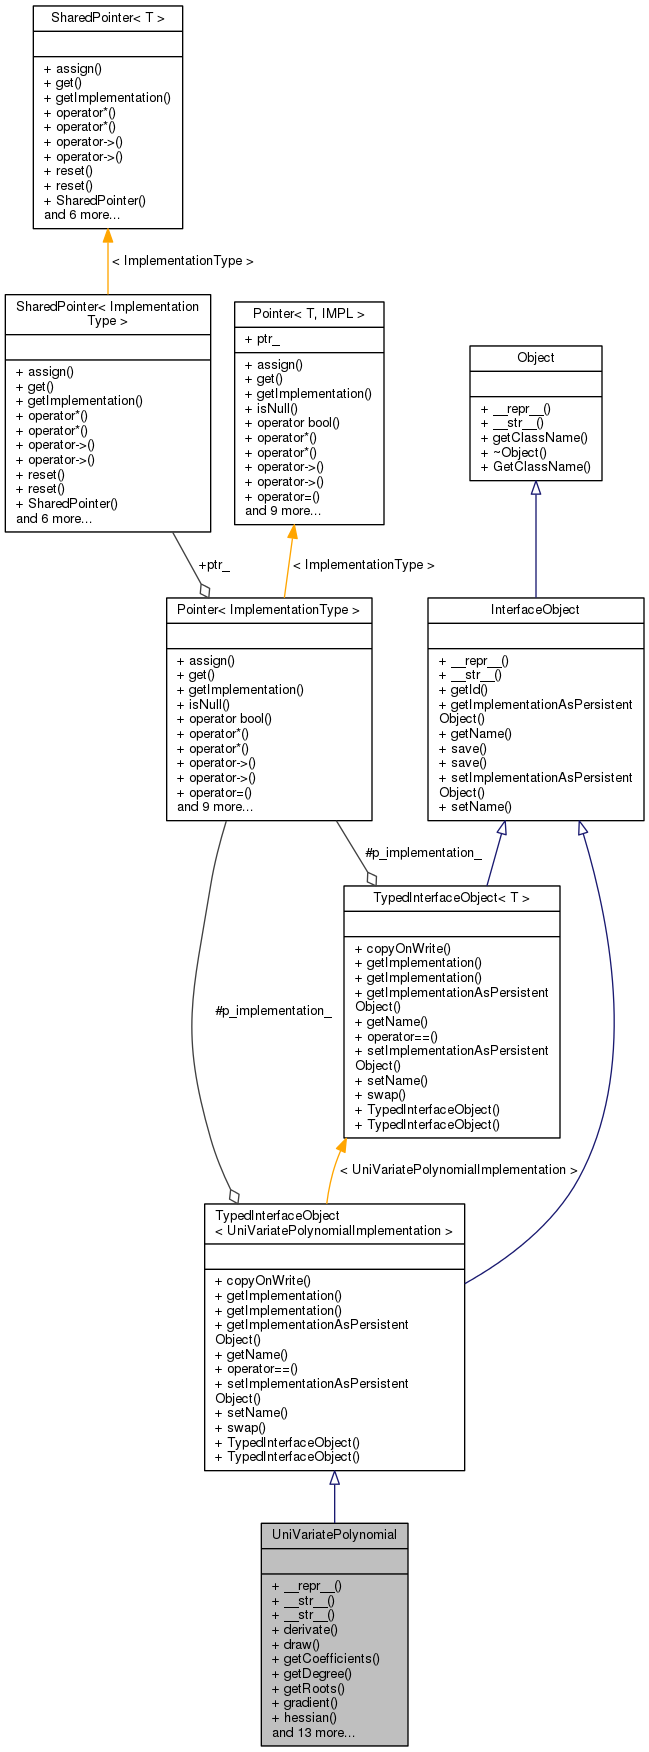 SharedPointer< T >
+ assign()
+ get()
+ getImplementation()
+ operator*()
+ operator*()
+ operator->()
+ operator->()
+ reset()
+ reset()
+ SharedPointer()
and 6 more...
< ImplementationType >
SharedPointer< Implementation
Type >
+ assign()
+ get()
+ getImplementation()
+ operator*()
+ operator*()
+ operator->()
+ operator->()
+ reset()
+ reset()
+ SharedPointer()
and 6 more...
Pointer< T, IMPL >
+ ptr_
+ assign()
+ get()
+ getImplementation()
+ isNull()
+ operator bool()
+ operator*()
+ operator*()
+ operator->()
+ operator->()
+ operator=()
and 9 more...
Object
+ __repr__()
+ __str__()
+ getClassName()
+ ~Object()
+ GetClassName()
+ptr_
< ImplementationType >
Pointer< ImplementationType >
+ assign()
+ get()
+ getImplementation()
+ isNull()
+ operator bool()
+ operator*()
+ operator*()
+ operator->()
+ operator->()
+ operator=()
and 9 more...
InterfaceObject
+ __repr__()
+ __str__()
+ getId()
+ getImplementationAsPersistent
Object()
+ getName()
+ save()
+ save()
+ setImplementationAsPersistent
Object()
+ setName()
#p_implementation_
TypedInterfaceObject< T >
+ copyOnWrite()
+ getImplementation()
+ getImplementation()
+ getImplementationAsPersistent
Object()
+ getName()
+ operator==()
+ setImplementationAsPersistent
Object()
+ setName()
+ swap()
+ TypedInterfaceObject()
+ TypedInterfaceObject()
#p_implementation_
< UniVariatePolynomialImplementation >
TypedInterfaceObject
< UniVariatePolynomialImplementation >
+ copyOnWrite()
+ getImplementation()
+ getImplementation()
+ getImplementationAsPersistent
Object()
+ getName()
+ operator==()
+ setImplementationAsPersistent
Object()
+ setName()
+ swap()
+ TypedInterfaceObject()
+ TypedInterfaceObject()
UniVariatePolynomial
+ __repr__()
+ __str__()
+ __str__()
+ derivate()
+ draw()
+ getCoefficients()
+ getDegree()
+ getRoots()
+ gradient()
+ hessian()
and 13 more...